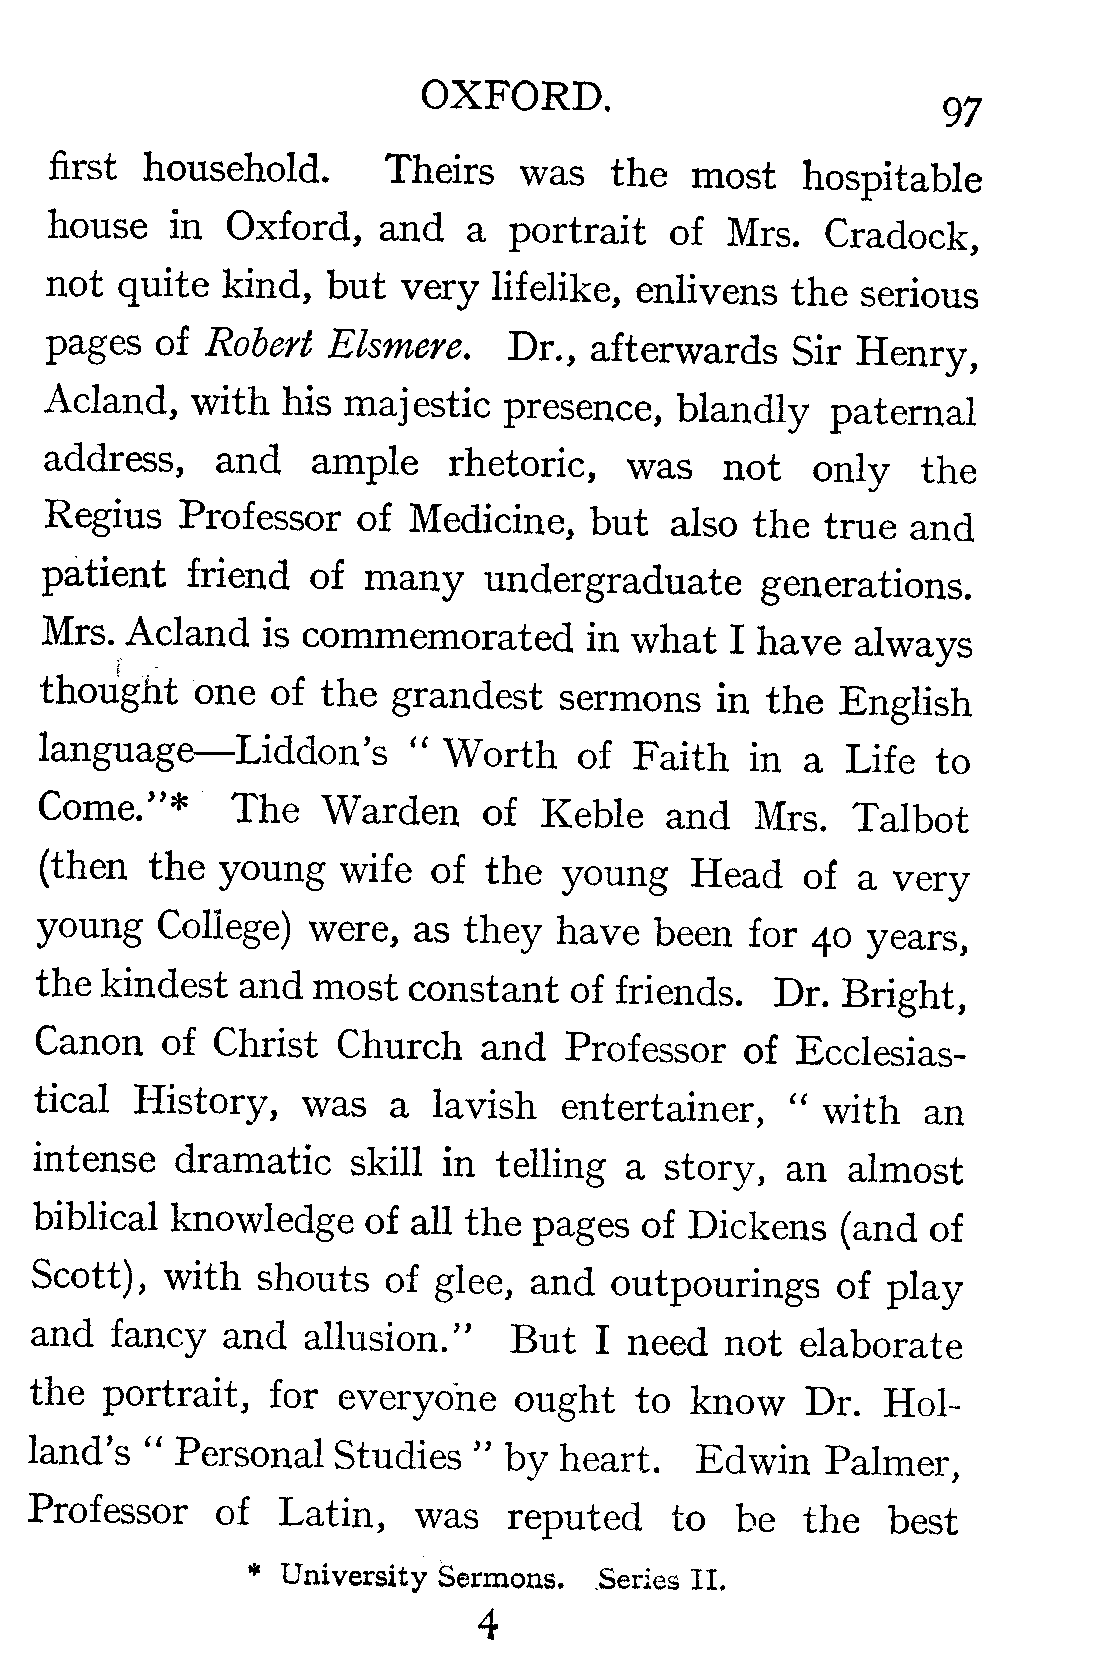 OXFORD. 97
first household. Theirs was the most hospitable
house in Oxford, and a portrait of Mrs. Cradock,
not quite kind, but very lifelike, enlivens the serious
pages of Robert Elsmere. Dr., afterwards Sir Henry,
Acland, with his majestic presence, blandly paternal
address, and ample rhetoric, was not only the
Regius Professor of Medicine, but also the true and
patient friend of many undergraduate generations.
Mrs. Acland is commemorated in what I have always
thought one of the grandest sermons in the English
language—Liddon's " Worth of Faith in a Life to
Come."* The Warden of Keble and Mrs. Talbot
(then the young wife of the young Head of a very
young College) were, as they have been for 40 years,
the kindest and most constant of friends. Dr. Bright,
Canon of Christ Church and Professor of Ecclesias-
tical History, was a lavish entertainer, " with an
intense dramatic skill in telling a story, an almost
biblical knowledge of all the pages of Dickens (and of
Scott), with shouts of glee, and outpourings of play
and fancy and allusion." But I need not elaborate
the portrait, for everyone ought to know Dr. Hol-
land's " Personal Studies " by heart. Edwin Palmer,
Professor of Latin, was reputed to be the best
* University Sermons. Series II.
4